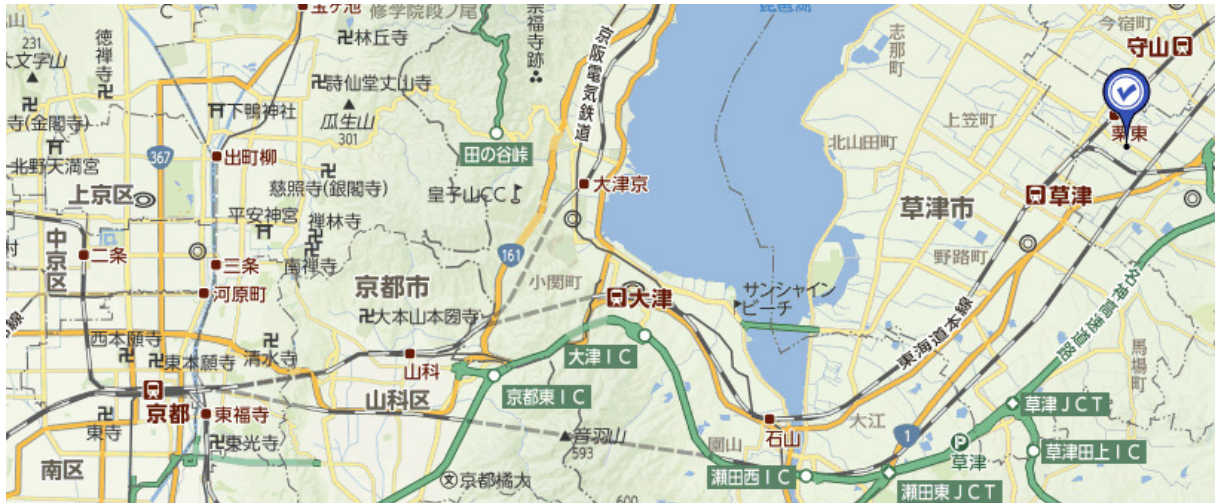 玉ヶ池
修学院段ノ尾
崇福寺跡
琵琶湖
今宿町
231
大文字山
徳禅寺
林丘寺
京阪電気鉄道
志那町
守山
詩仙堂丈山寺
瓜生山
301
寺(金閣寺)
下鴨神社
367
出町柳
田の谷峠
北山田町
上笠町
栗東
北野天満宮
慈照寺(銀閣寺)
皇子山CC
大津京
上京区
草津
草津市
平安神宮
禅林寺
中京区
二条
三条
南禅寺
161
小関町
野路町
河原町
京都市
大津
サンシャイン
ビーチ
名神高速道路
大本山本圀寺
東海道本線
西本願寺
東本願寺
清水寺
山科
大津IC
馬場町
京都
山科区
京都東IC
東福寺
東寺
東光寺
音羽山
593
園山
石山
大江
1
草津JCT
P
草津
草津田上IC
南区
京都橘大
600
瀬田西IC
瀬田東JCT